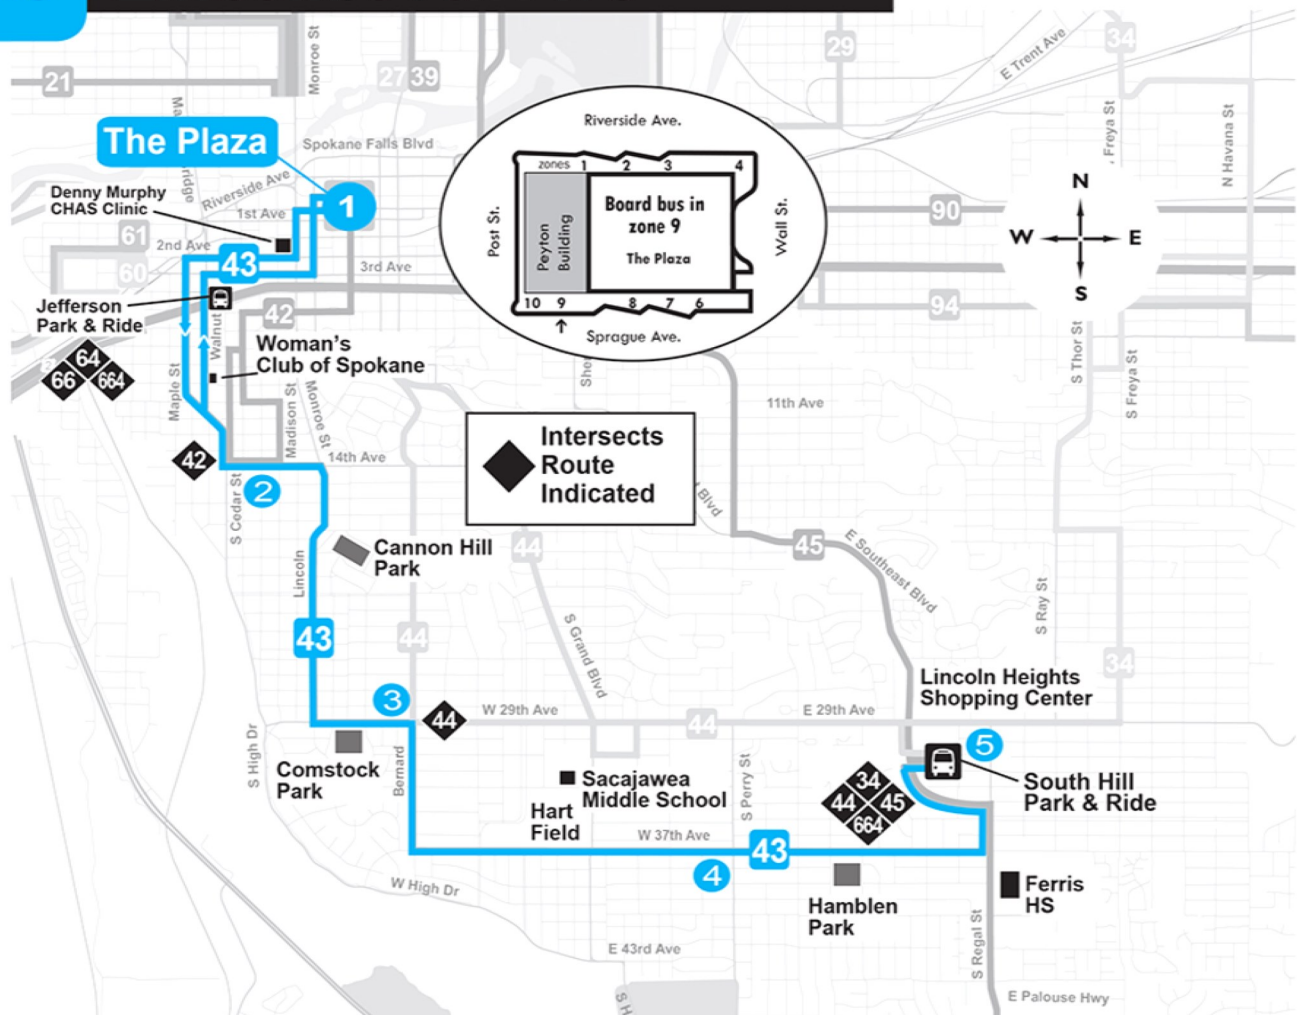 29
34
E Trent Ave
Monroe St
21
27
39
Riverside Ave.
The Plaza
Spokane Falls Blvd
Freya St
N Havana St
zones 1 2 3 4
Denny Murphy
CHAS Clinic
Riverside Ave
1st Ave
1
Post St.
Peyton
Building
Board bus in
zone 9
The Plaza
Wall St.
90
N
W E
S
61
2nd Ave
43
60
3rd Ave
10 9 8 7 6
Sprague Ave.
94
Jefferson
Park & Ride
42
Walnut
64
66
664
Woman's
Club of Spokane
Maple St
Madison St
Monroe St
S Thor St
S Freya St
11th Ave
Intersects
Route
Indicated
42
14th Ave
2
S Cedar St
Blvd
44
45
E Southeast Blvd
Cannon Hill
Park
Lincoln
43
44
S Grand Blvd
S Ray St
34
Lincoln Heights
Shopping Center
3
44
W 29th Ave
44
E 29th Ave
S High Dr
Comstock
Park
Bernard
Sacajawea
Middle School
Hart
Field
S Perry St
5
South Hill
Park & Ride
34
44
45
664
W 37th Ave
43
4
W High Dr
Hamblen
Park
Ferris
HS
S Regal St
E 43rd Ave
S H
E Palouse Hwy